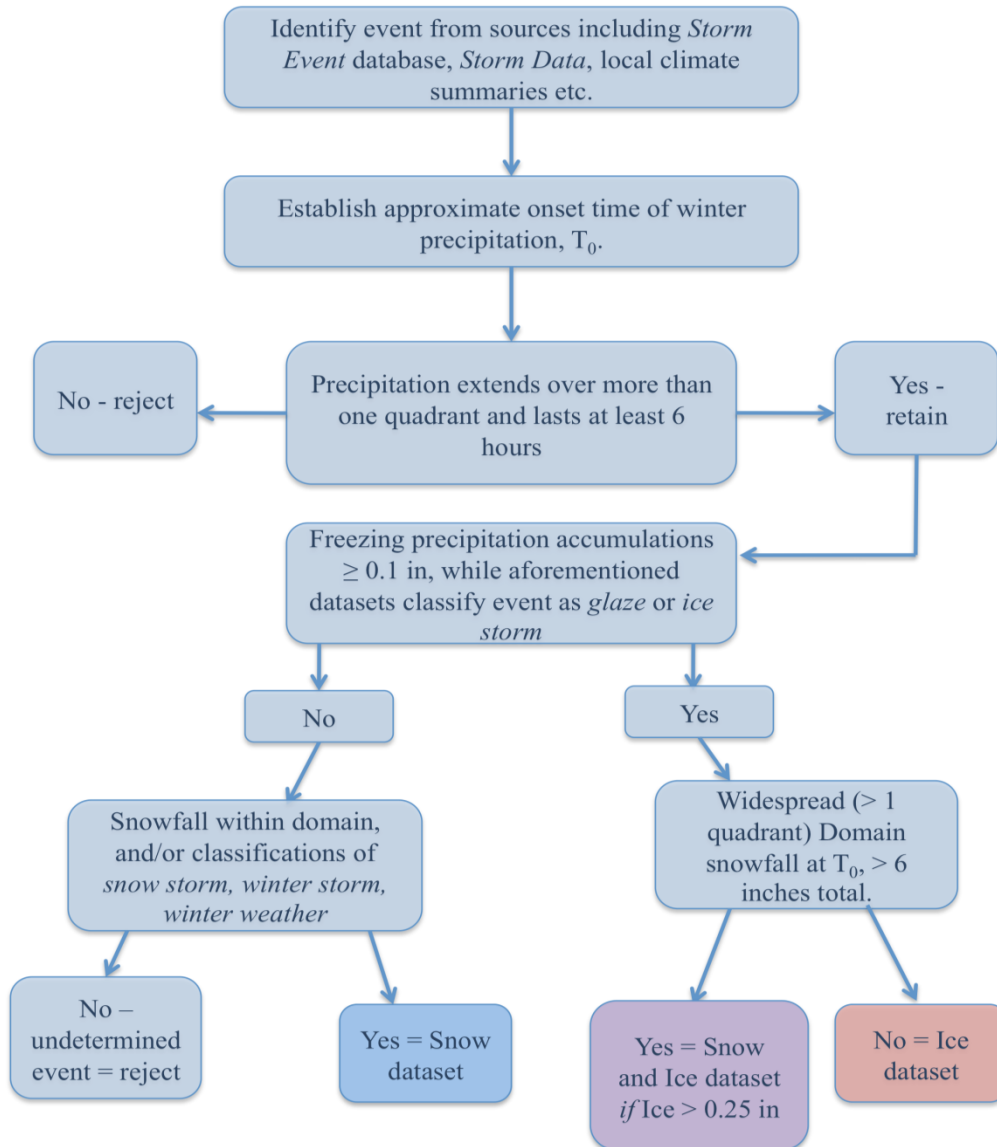 Identify event from sources including Storm
Event database, Storm Data, local climate
summaries etc.
Establish approximate onset time of winter
precipitation, T₀.
No - reject
Precipitation extends over more than
one quadrant and lasts at least 6
hours
Yes -
retain
Freezing precipitation accumulations
≥ 0.1 in, while aforementioned
datasets classify event as glaze or ice
storm
No
Yes
Snowfall within domain,
and/or classifications of
snow storm, winter storm,
winter weather
Widespread (> 1
quadrant) Domain
snowfall at T₀, > 6
inches total.
No –
undetermined
event = reject
Yes = Snow
dataset
Yes = Snow
and Ice dataset
if Ice > 0.25 in
No = Ice
dataset